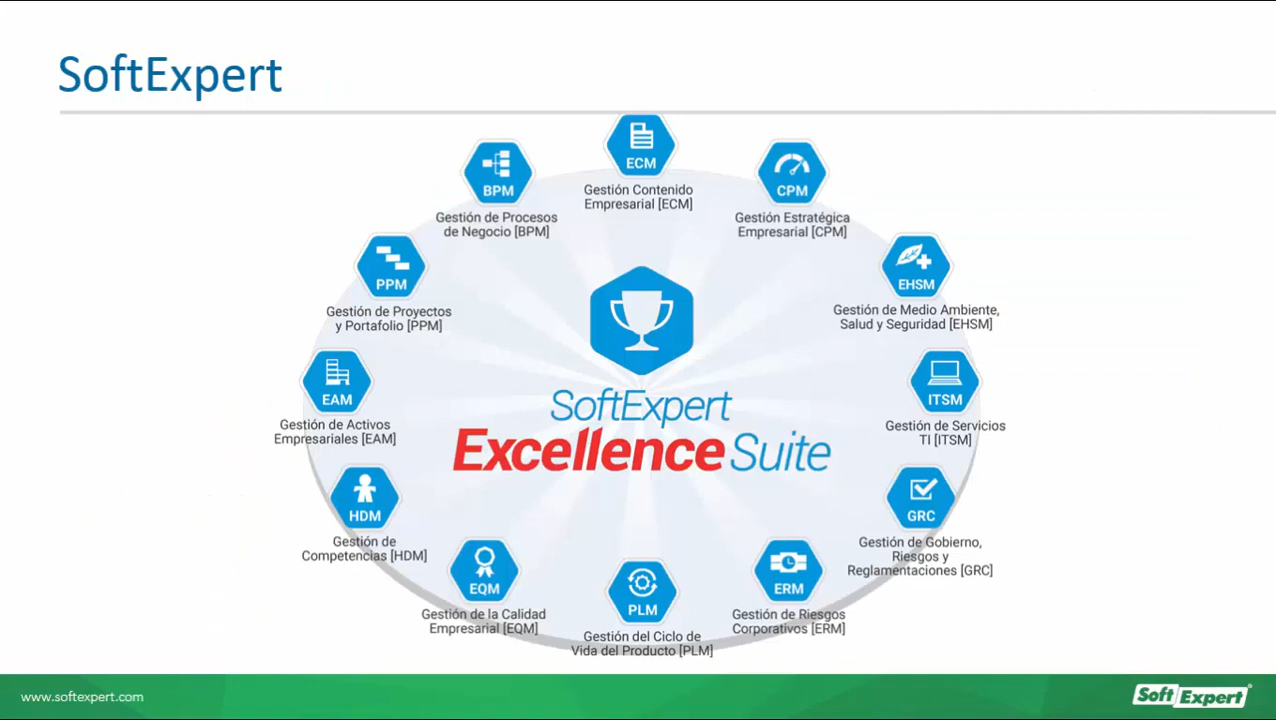 SoftExpert
ECM
Gestión Contenido
Empresarial [ECM]
BPM
Gestión de Procesos
de Negocio [BPM]
CPM
Gestión Estratégica
Empresarial [CPM]
PPM
Gestión de Proyectos
y Portafolio [PPM]
EHSM
Gestión de Medio Ambiente,
Salud y Seguridad [EHSM]
EAM
Gestión de Activos
Empresariales [EAM]
ITSM
Gestión de Servicios
TI [ITSM]
SoftExpert
Excellence Suite
HDM
Gestión de
Competencias [HDM]
GRC
Gestión de Gobierno,
Riesgos y
Reglamentaciones [GRC]
EQM
Gestión de la Calidad
Empresarial [EQM]
PLM
Gestión del Ciclo de
Vida del Producto [PLM]
ERM
Gestión de Riesgos
Corporativos [ERM]
www.softexpert.com
SoftExpert®